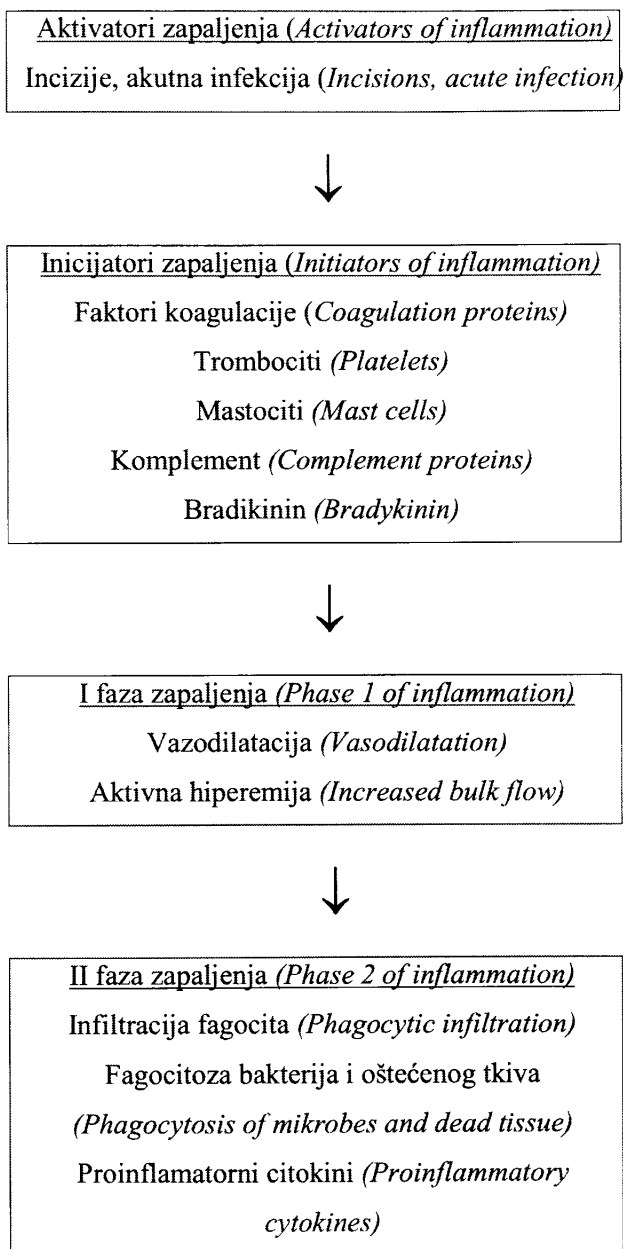 Aktivatori zapaljenja (Activators of inflammation)
Incizije, akutna infekcija (Incisions, acute infection)
↓
Inicijatori zapaljenja (Initiators of inflammation)
Faktori koagulacije (Coagulation proteins)
Trombociti (Platelets)
Mastociti (Mast cells)
Komplement (Complement proteins)
Bradikinin (Bradykinin)
↓
I faza zapaljenja (Phase 1 of inflammation)
Vazodilatacija (Vasodilatation)
Aktivna hiperemija (Increased bulk flow)
↓
II faza zapaljenja (Phase 2 of inflammation)
Infiltracija fagocita (Phagocytic infiltration)
Fagocitoza bakterija i oštećenog tkiva
(Phagocytosis of mikrobes and dead tissue)
Proinflamatorni citokini (Proinflammatory
cytokines)